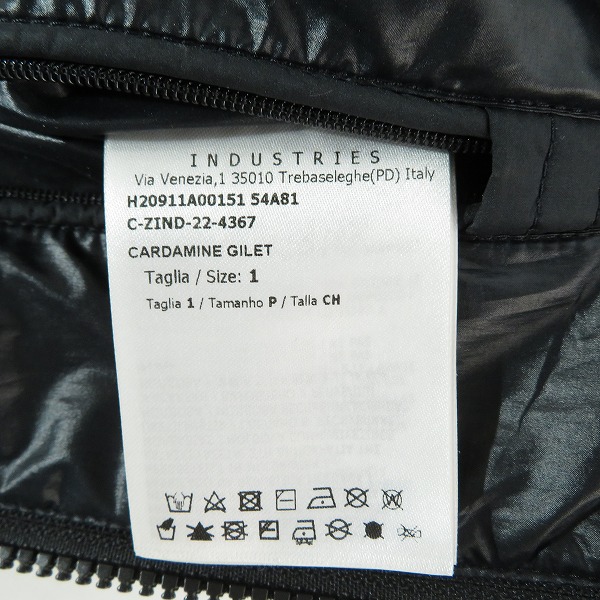 INDUSTRIES
Via Venezia,1 35010 Trebaseleghe(PD) Italy
H20911A00151 54A81
C-ZIND-22-4367
CARDAMINE GILET
Taglia / Size: 1
Taglia 1 / Tamanho P / Talla CH